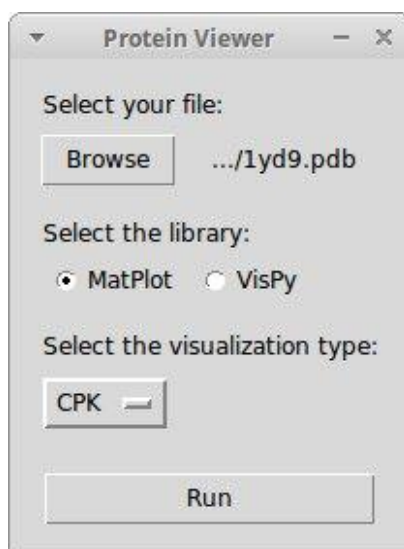 Protein Viewer
Select your file:
Browse .../1yd9.pdb
Select the library:
MatPlot VisPy
Select the visualization type:
CPK
Run